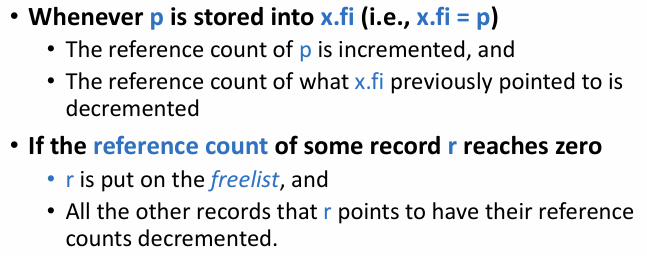 • Whenever p is stored into x.fi (i.e., x.fi = p)
• The reference count of p is incremented, and
• The reference count of what x.fi previously pointed to is
decremented
• If the reference count of some record r reaches zero
• r is put on the freelist, and
• All the other records that r points to have their reference
counts decremented.